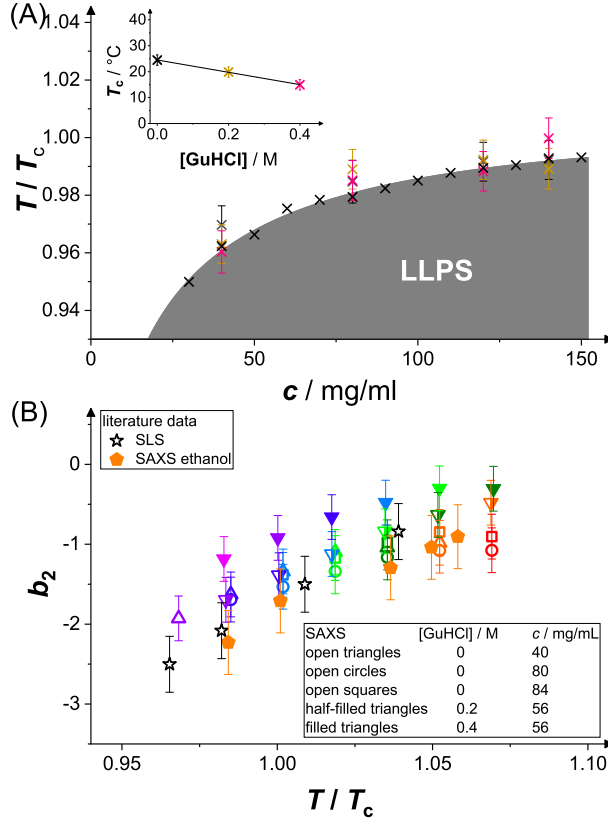 (A)
1.04
1.02
1.00
0.98
0.96
0.94
T / Tc
40
30
20
10
0
Tc / °C
0.0 0.2 0.4
[GuHCl] / M
LLPS
0 50 100 150
c / mg/ml
(B)
literature data
SLS
SAXS ethanol
0
-1
-2
-3
b2
SAXS [GuHCl] / M c / mg/mL
open triangles 0 40
open circles 0 80
open squares 0 84
half-filled triangles 0.2 56
filled triangles 0.4 56
0.95 1.00 1.05 1.10
T / Tc